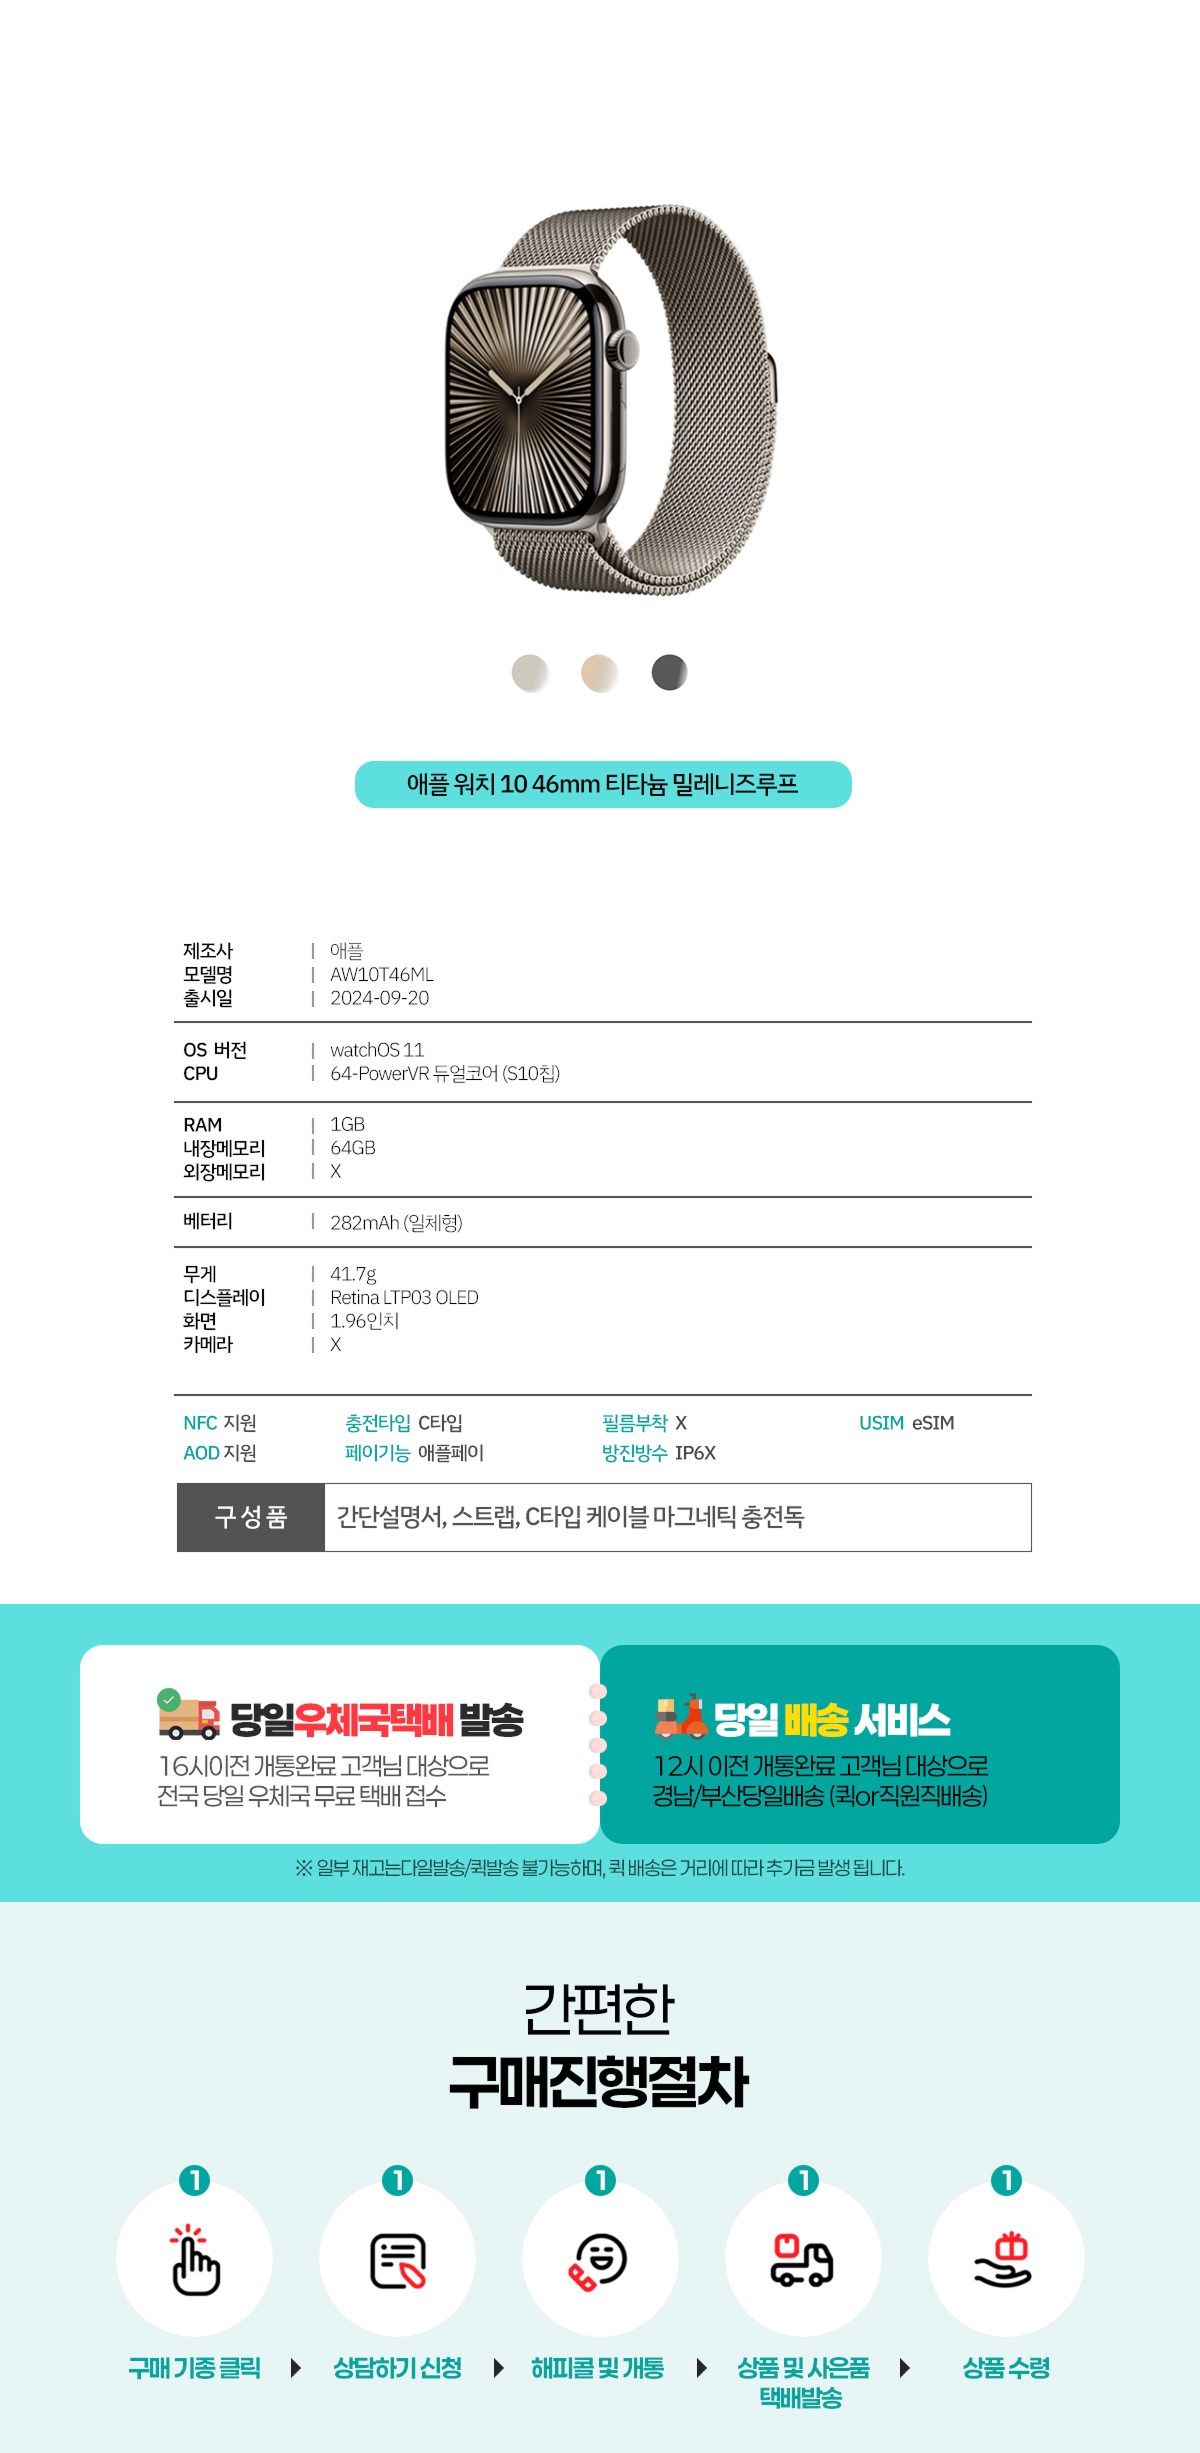 애플 워치 10 46mm 티타늄 밀레니즈루프
제조사 | 애플
모델명 | AW10T46ML
출시일 | 2024-09-20
OS 버전 | watchOS 11
CPU | 64-PowerVR 듀얼코어 (S10칩)
RAM | 1GB
내장메모리 | 64GB
외장메모리 | X
베터리 | 282mAh (일체형)
무게 | 41.7g
디스플레이 | Retina LTP03 OLED
화면 | 1.96인치
카메라 | X
NFC 지원 충전타입 C타입 필름부착 X USIM eSIM
AOD 지원 페이기능 애플페이 방진방수 IP6X
구성품 간단설명서, 스트랩, C타입 케이블 마그네틱 충전독
당일우체국택배 발송
16시이전 개통완료 고객님 대상으로
전국 당일 우체국 무료 택배 접수
당일 배송 서비스
12시 이전 개통완료 고객님 대상으로
경남/부산당일배송 (퀵or직원직배송)
※ 일부 재고는다일발송/퀵발송 불가능하며, 퀵 배송은 거리에 따라 추가금 발생 됩니다.
간편한
구매진행절차
1 1 1 1 1
구매 기종 클릭
상담하기 신청
해피콜 및 개통
상품 및 사은품
택배발송
상품 수령